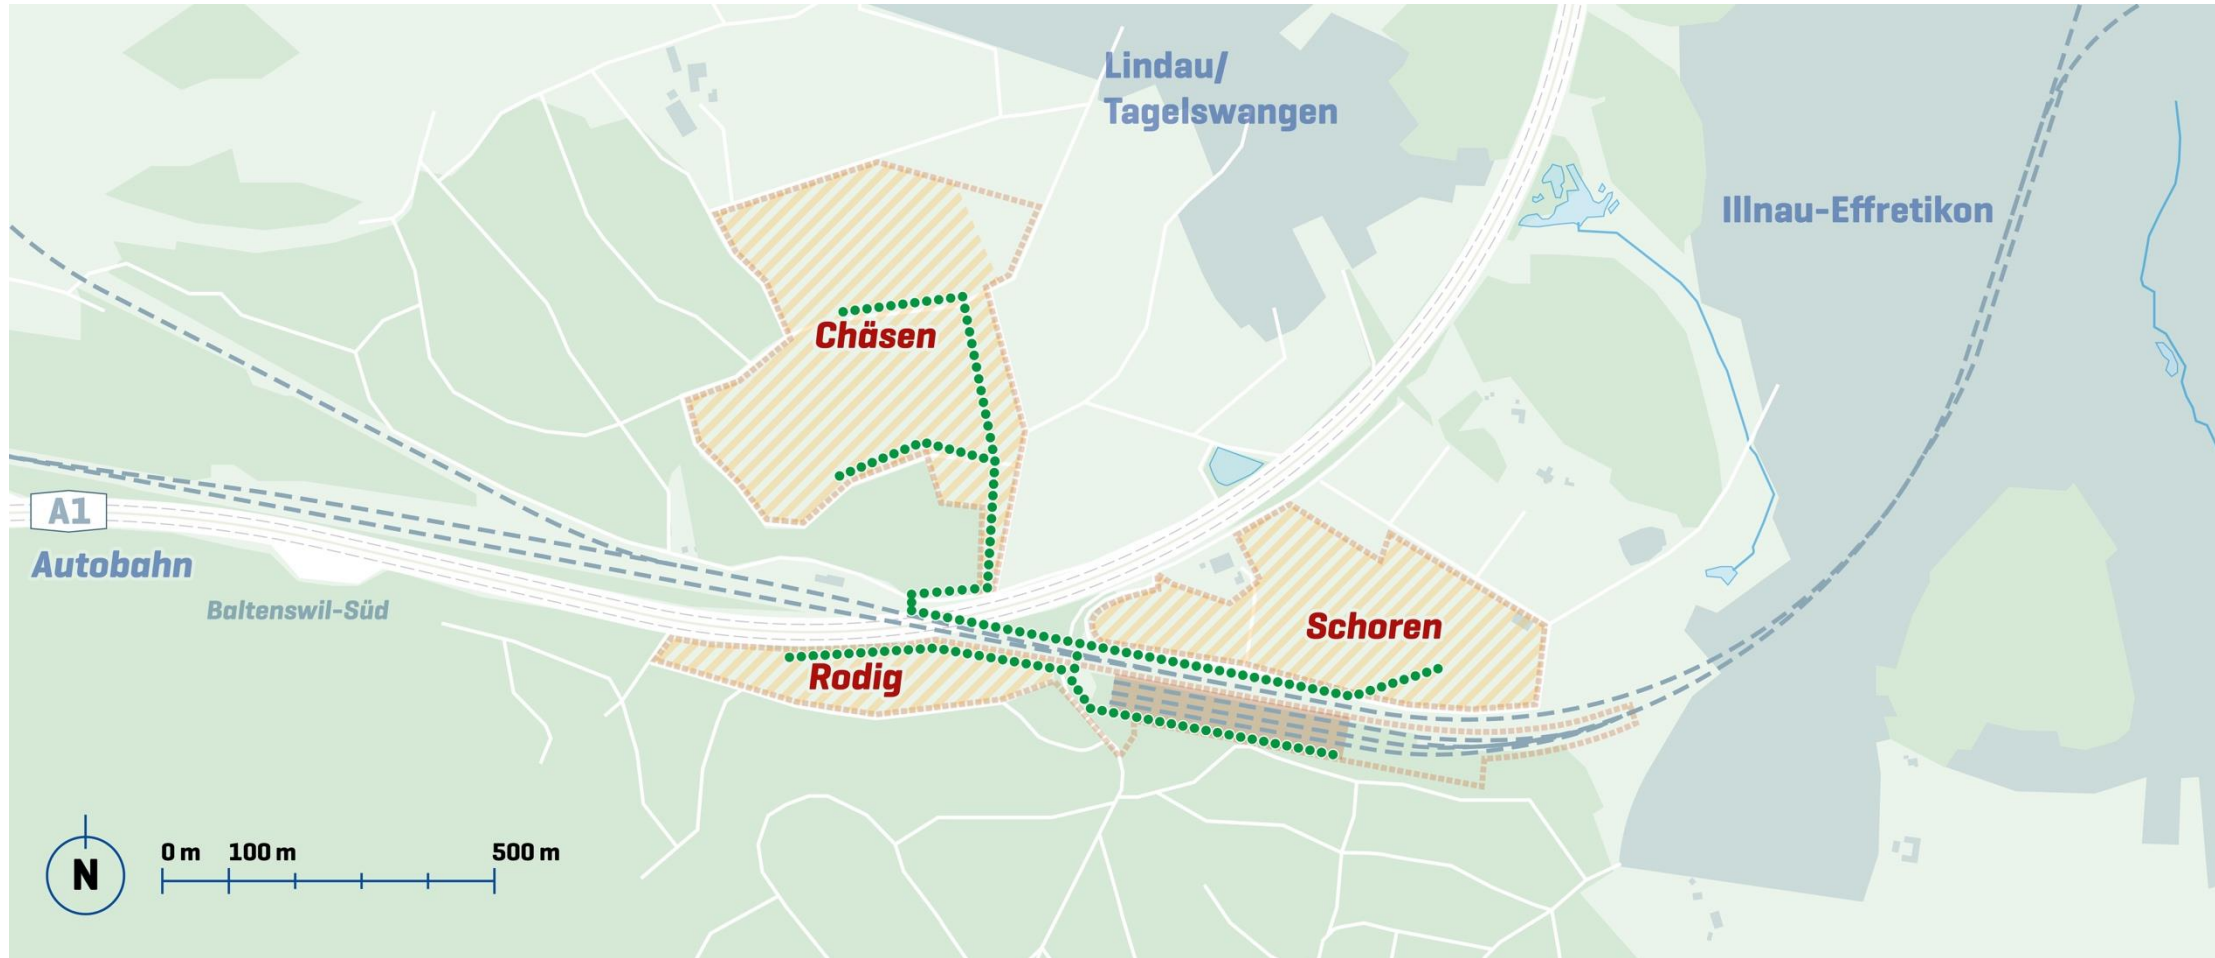 Lindau/
Tagelswangen
Illnau-Effretikon
Chäsen
A1
Autobahn
Baltenswil-Süd
Schoren
Rodig
N
0 m 100 m 500 m